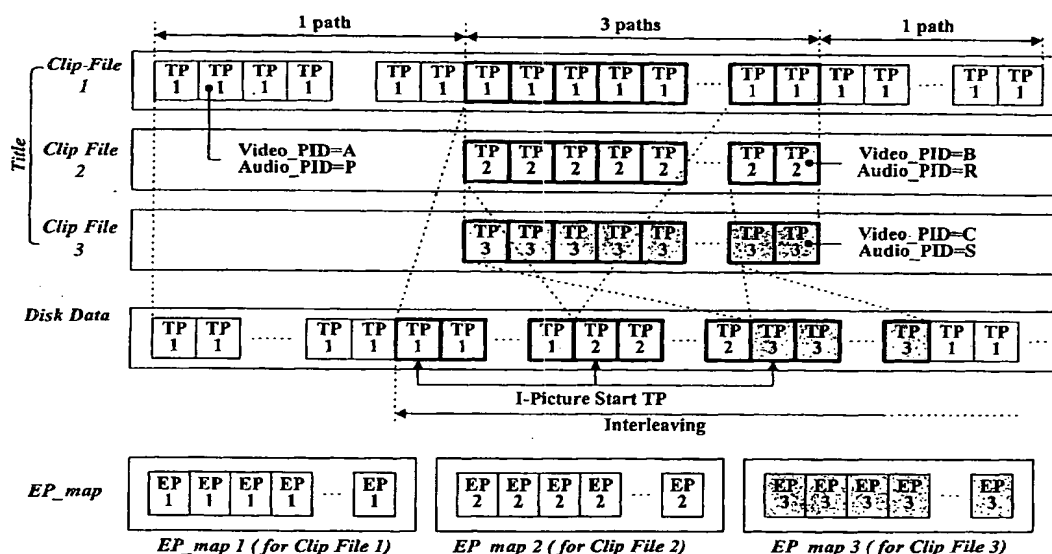 1 path 3 paths 1 path
Clip-File 1 TP 1 TP 1 TP 1 TP 1 TP 1 TP 1 TP 1 TP 1 TP 1 TP 1 TP 1 ····· TP 1 TP 1 TP 1 TP 1 ····· TP 1 TP 1
Title
Clip File 2 TP 2 TP 2 TP 2 TP 2 TP 2 ····· TP 2 TP 2
Video_PID=A
Audio_PID=P
Video_PID=B
Audio_PID=R
Clip File 3 TP 3 TP 3 TP 3 TP 3 TP 3 ····· TP 3 TP 3
Video_PID=C
Audio_PID=S
Disk Data TP 1 TP 1 ······ TP 1 TP 1 TP 1 TP 1 ····· TP 1 TP 2 TP 2 ····· TP 2 TP 3 TP 3 ······ TP 3 TP 1 TP 1 ····
I-Picture Start TP
Interleaving
EP_map EP 1 EP 1 EP 1 EP 1 ···· EP 1 EP 2 EP 2 EP 2 EP 2 ···· EP 2 EP 3 EP 3 EP 3 EP 3 ···· EP 3
EP_map 1 ( for Clip File 1) EP_map 2 ( for Clip File 2) EP_map 3 ( for Clip File 3)